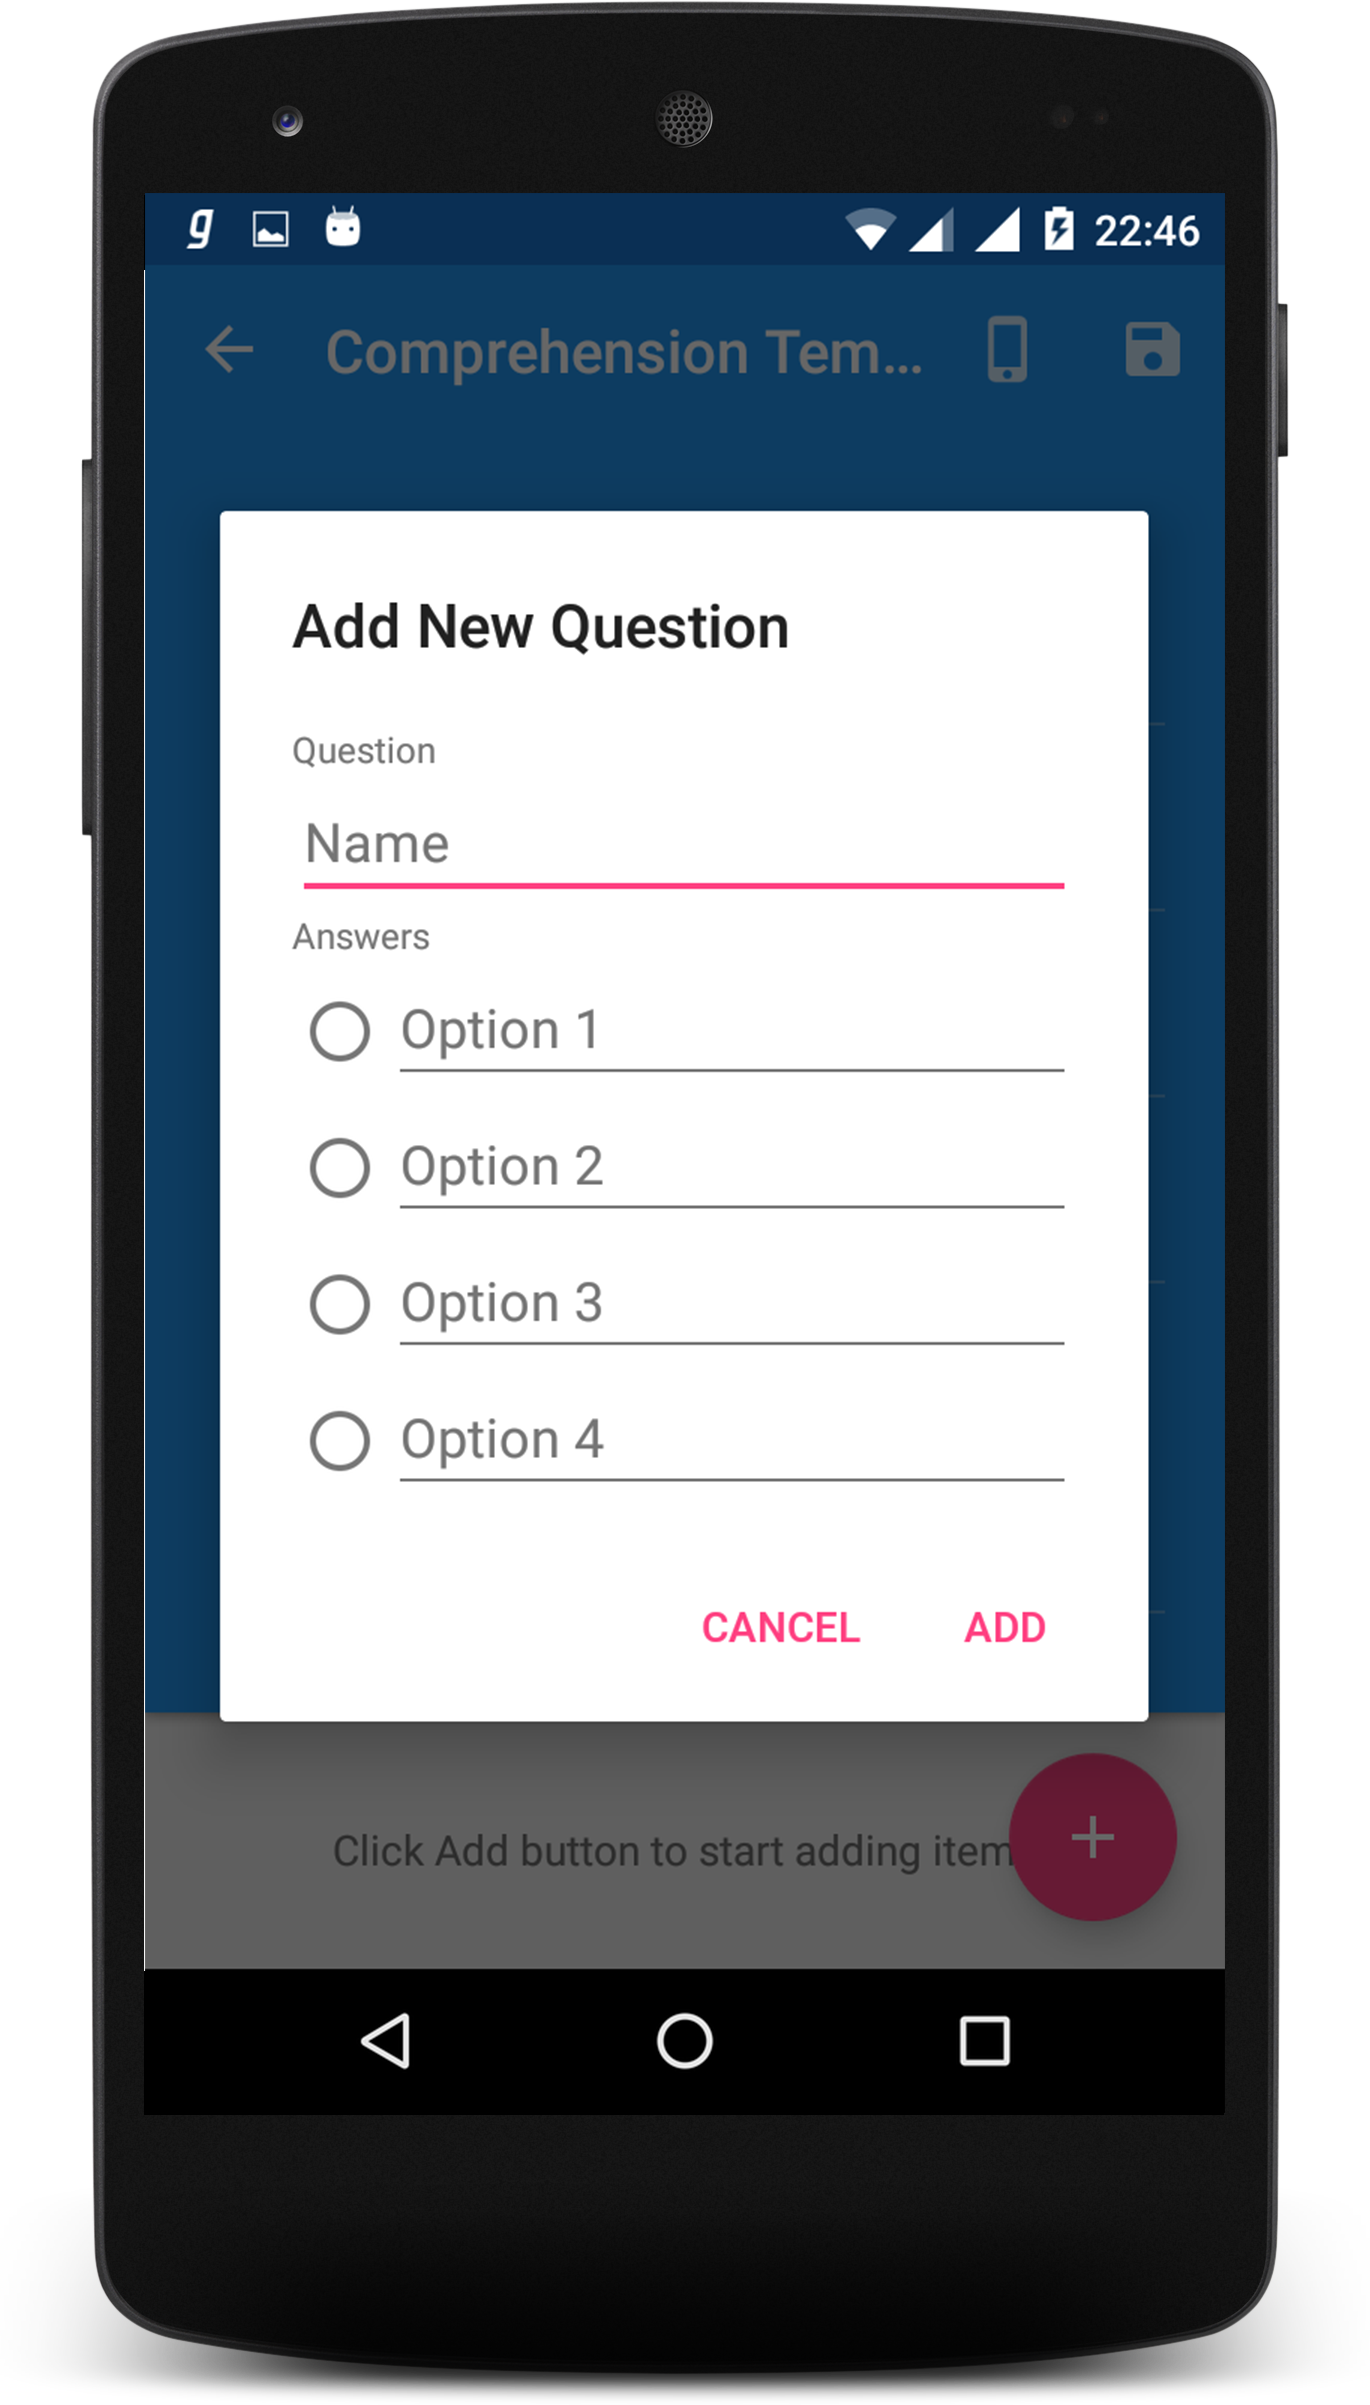 g 22:46
Comprehension Tem...
Add New Question
Question
Name
Answers
Option 1
Option 2
Option 3
Option 4
CANCEL ADD
Click Add button to start adding item